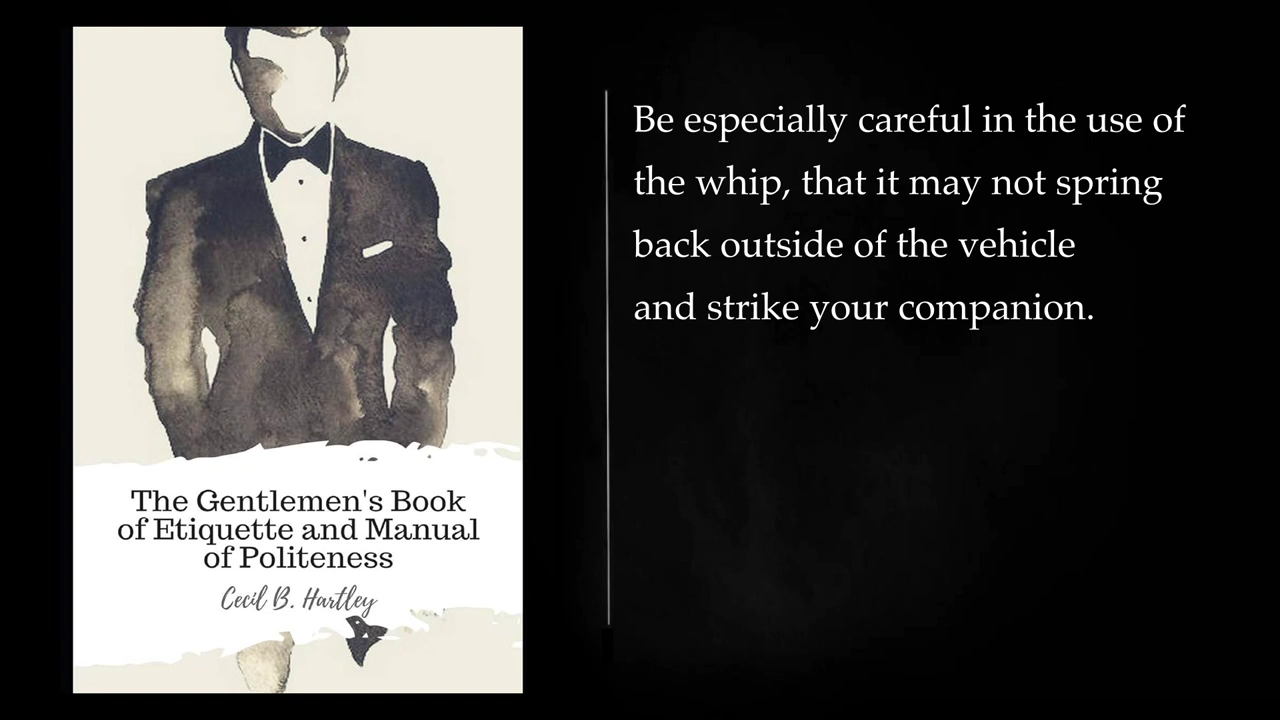 The Gentlemen's Book
of Etiquette and Manual
of Politeness
Cecil B. Hartley
Be especially careful in the use of
the whip, that it may not spring
back outside of the vehicle
and strike your companion.